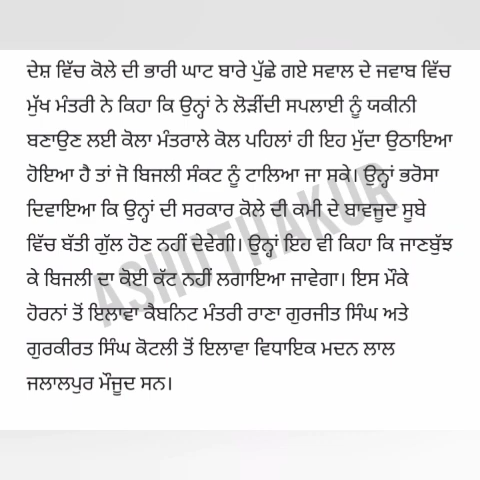 ਦੇਸ਼ ਵਿੱਚ ਕੋਲੇ ਦੀ ਭਾਰੀ ਘਾਟ ਬਾਰੇ ਪੁੱਛੇ ਗਏ ਸਵਾਲ ਦੇ ਜਵਾਬ ਵਿੱਚ
ਮੁੱਖ ਮੰਤਰੀ ਨੇ ਕਿਹਾ ਕਿ ਉਨ੍ਹਾਂ ਨੇ ਲੋੜੀਂਦੀ ਸਪਲਾਈ ਨੂੰ ਯਕੀਨੀ
ਬਣਾਉਣ ਲਈ ਕੋਲਾ ਮੰਤਰਾਲੇ ਕੋਲ ਪਹਿਲਾਂ ਹੀ ਇਹ ਮੁੱਦਾ ਉਠਾਇਆ
ਹੋਇਆ ਹੈ ਤਾਂ ਜੋ ਬਿਜਲੀ ਸੰਕਟ ਨੂੰ ਟਾਲਿਆ ਜਾ ਸਕੇ। ਉਨ੍ਹਾਂ ਭਰੋਸਾ
ਦਿਵਾਇਆ ਕਿ ਉਨ੍ਹਾਂ ਦੀ ਸਰਕਾਰ ਕੋਲੇ ਦੀ ਕਮੀ ਦੇ ਬਾਵਜੂਦ ਸੂਬੇ
ਵਿੱਚ ਬੱਤੀ ਗੁੱਲ ਹੋਣ ਨਹੀਂ ਦੇਵੇਗੀ। ਉਨ੍ਹਾਂ ਇਹ ਵੀ ਕਿਹਾ ਕਿ ਜਾਣਬੁੱਝ
ਕੇ ਬਿਜਲੀ ਦਾ ਕੋਈ ਕੱਟ ਨਹੀਂ ਲਗਾਇਆ ਜਾਵੇਗਾ। ਇਸ ਮੌਕੇ
ਹੋਰਨਾਂ ਤੋਂ ਇਲਾਵਾ ਕੈਬਨਿਟ ਮੰਤਰੀ ਰਾਣਾ ਗੁਰਜੀਤ ਸਿੰਘ ਅਤੇ
ਗੁਰਕੀਰਤ ਸਿੰਘ ਕੋਟਲੀ ਤੋਂ ਇਲਾਵਾ ਵਿਧਾਇਕ ਮਦਨ ਲਾਲ
ਜਲਾਲਪੁਰ ਮੌਜੂਦ ਸਨ।
ASHUTHAKUR